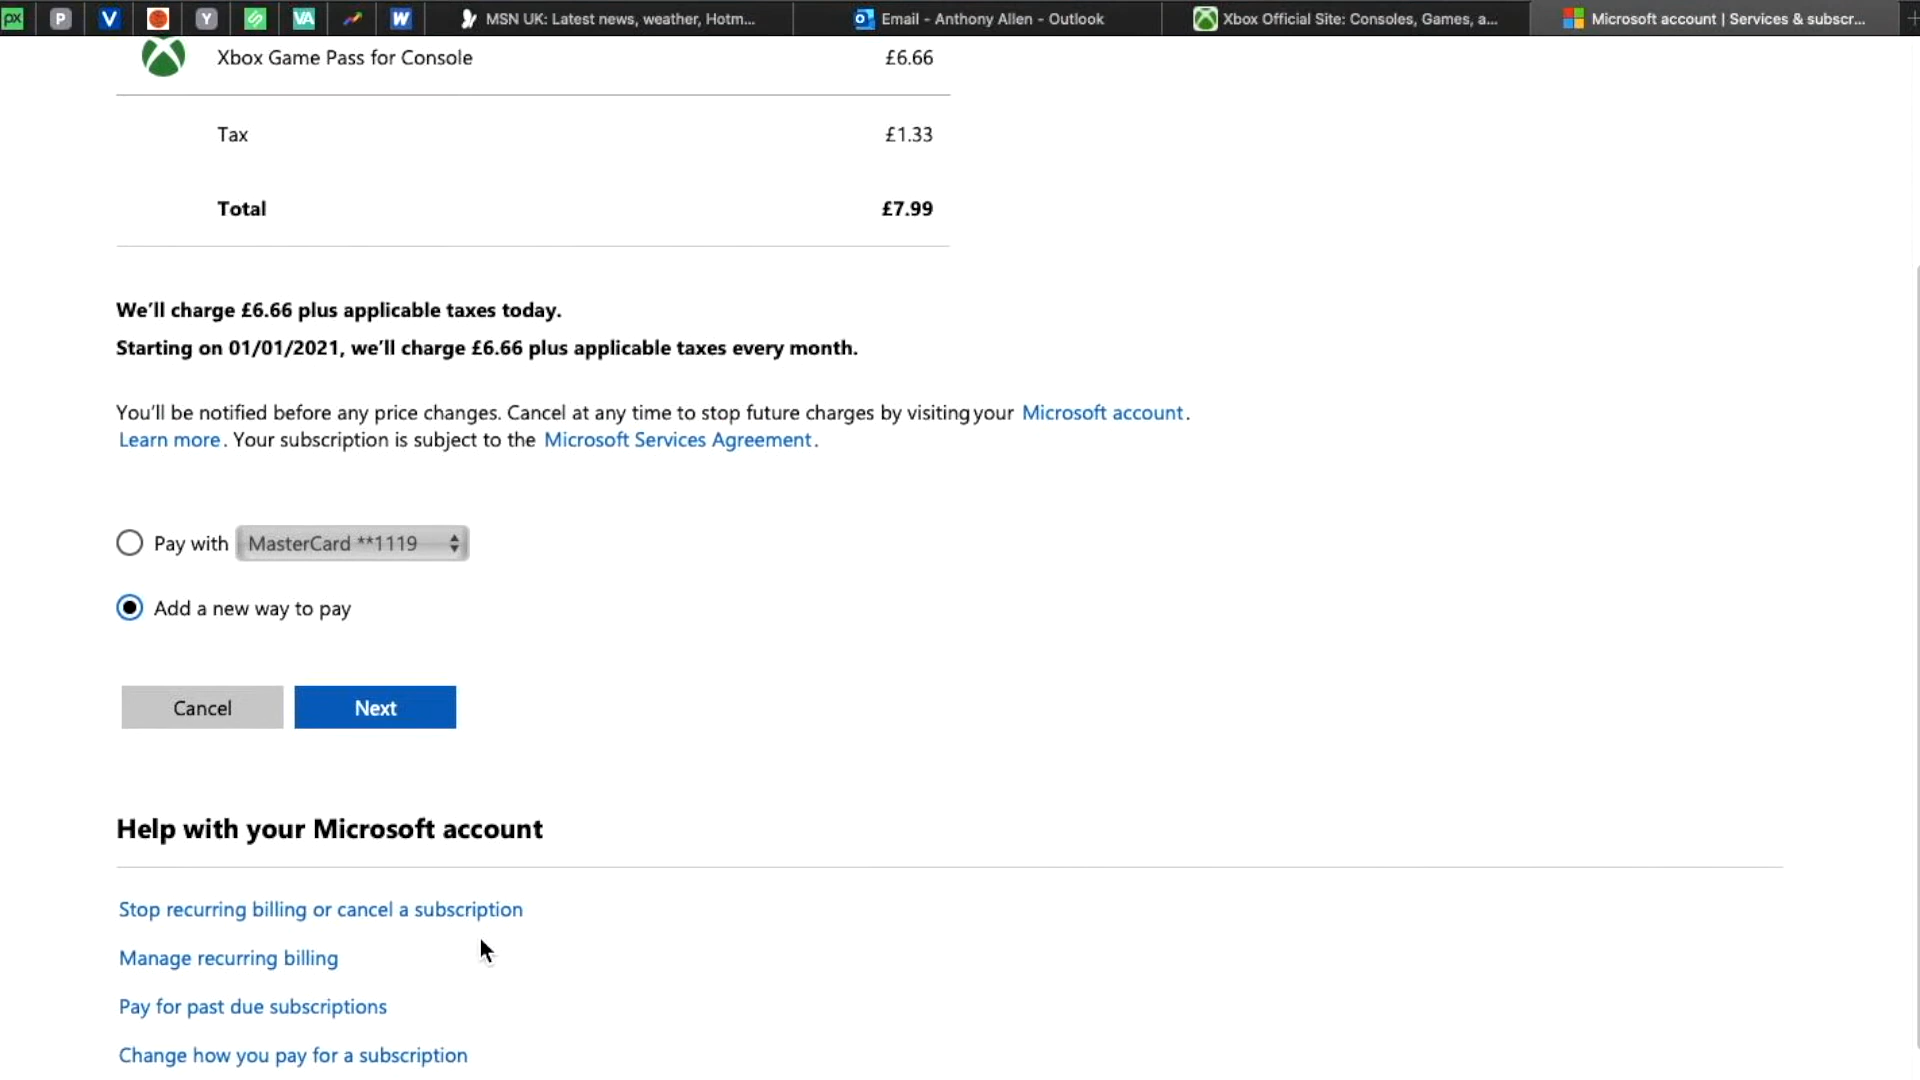 px P V Y VA W MSN UK: Latest news, weather, Hotm... Email - Anthony Allen - Outlook Xbox Official Site: Consoles, Games, a... Microsoft account | Services & subscr... +
Xbox Game Pass for Console £6.66
Tax £1.33
Total £7.99
We'll charge £6.66 plus applicable taxes today.
Starting on 01/01/2021, we'll charge £6.66 plus applicable taxes every month.
You'll be notified before any price changes. Cancel at any time to stop future charges by visiting your Microsoft account.
Learn more. Your subscription is subject to the Microsoft Services Agreement.
Pay with MasterCard **1119
Add a new way to pay
Cancel Next
Help with your Microsoft account
Stop recurring billing or cancel a subscription
Manage recurring billing
Pay for past due subscriptions
Change how you pay for a subscription